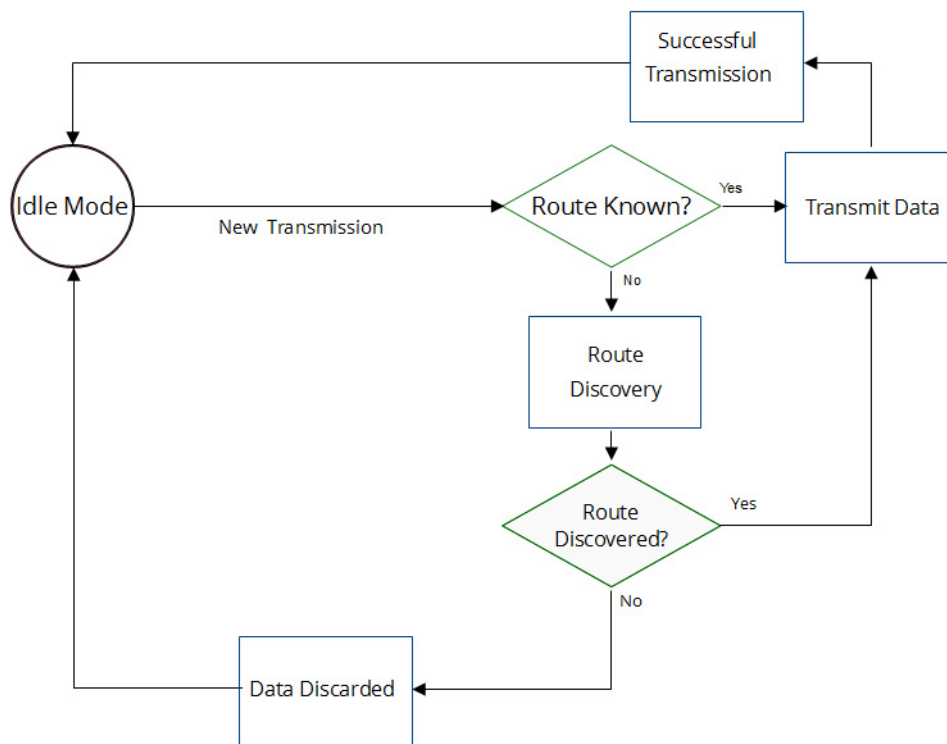 Successful
Transmission
Idle Mode
New Transmission
Route Known?
Yes
Transmit Data
No
Route
Discovery
Route
Discovered?
Yes
No
Data Discarded